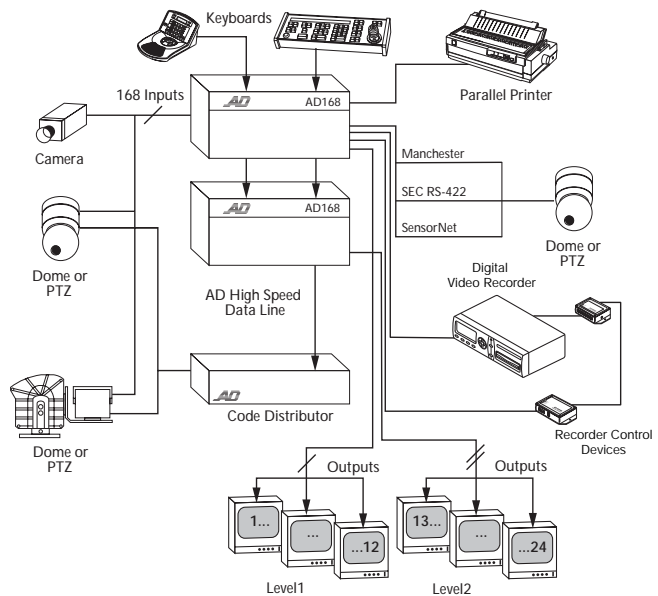 Keyboards
Parallel Printer
168 Inputs
AD
AD168
Camera
Manchester
SEC RS-422
SensorNet
AD
AD168
Dome or
PTZ
Dome or
PTZ
Digital
Video Recorder
AD High Speed
Data Line
AD
Code Distributor
Dome or
PTZ
Recorder Control
Devices
Outputs
Outputs
1...
...
...12
13...
...
...24
Level1
Level2